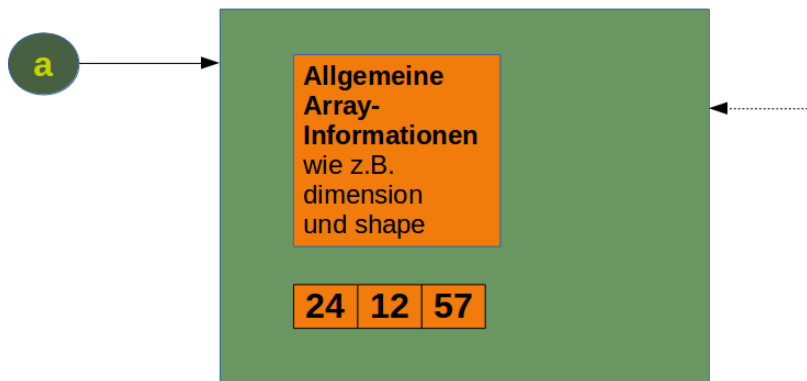 a
Allgemeine
Array-
Informationen
wie z.B.
dimension
und shape
24 12 57